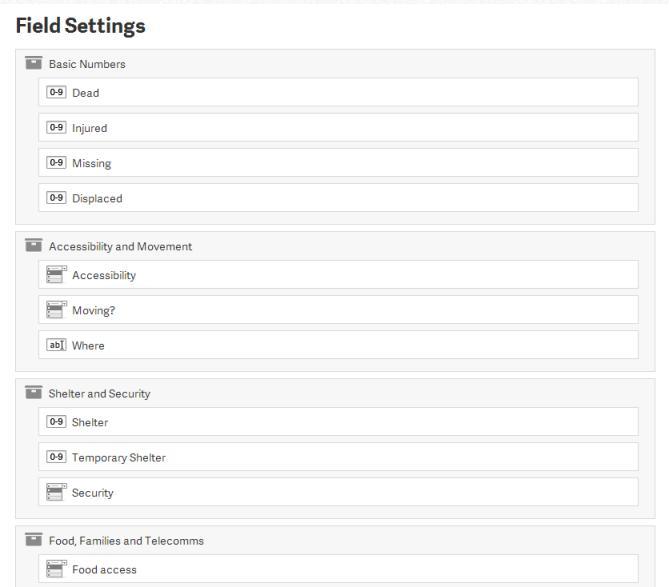 Field Settings
Basic Numbers
0-9 Dead
0-9 Injured
0-9 Missing
0-9 Displaced
Accessibility and Movement
Accessibility
Moving?
ab Where
Shelter and Security
0-9 Shelter
0-9 Temporary Shelter
Security
Food, Families and Telecomms
Food access